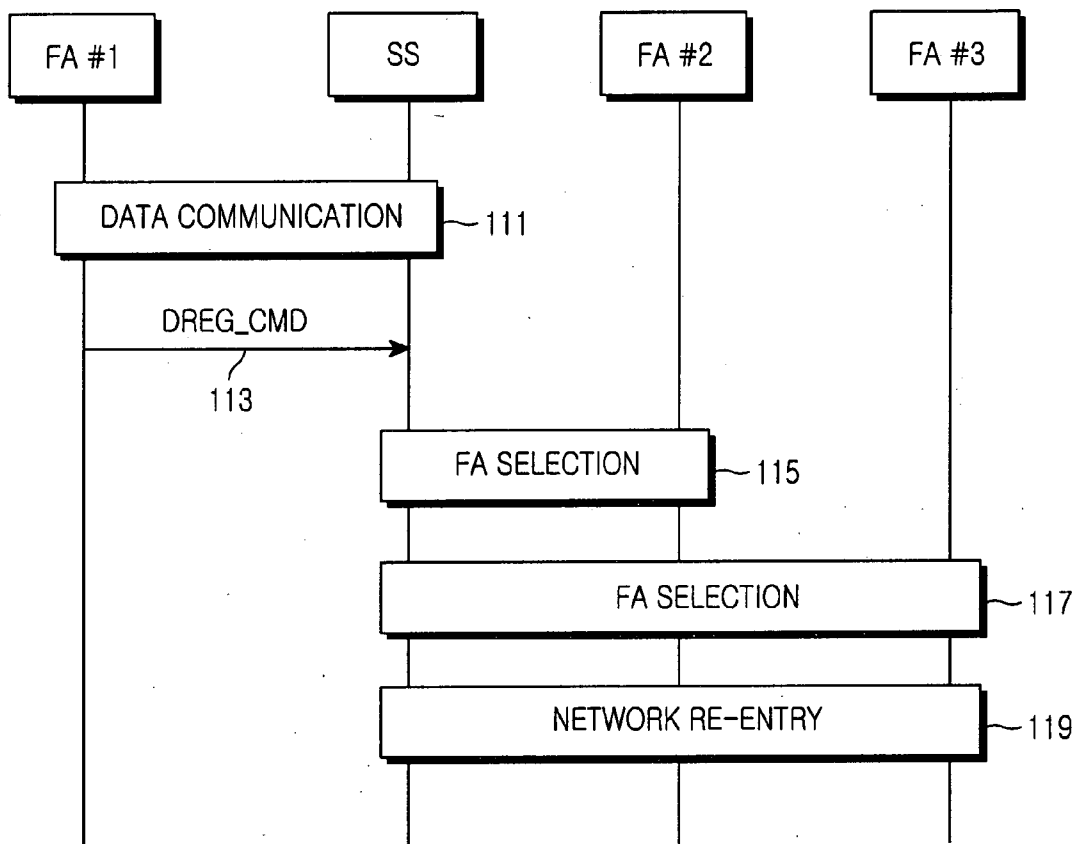 FA #1
SS
FA #2
FA #3
DATA COMMUNICATION
111
DREG_CMD
113
FA SELECTION
115
FA SELECTION
117
NETWORK RE-ENTRY
119